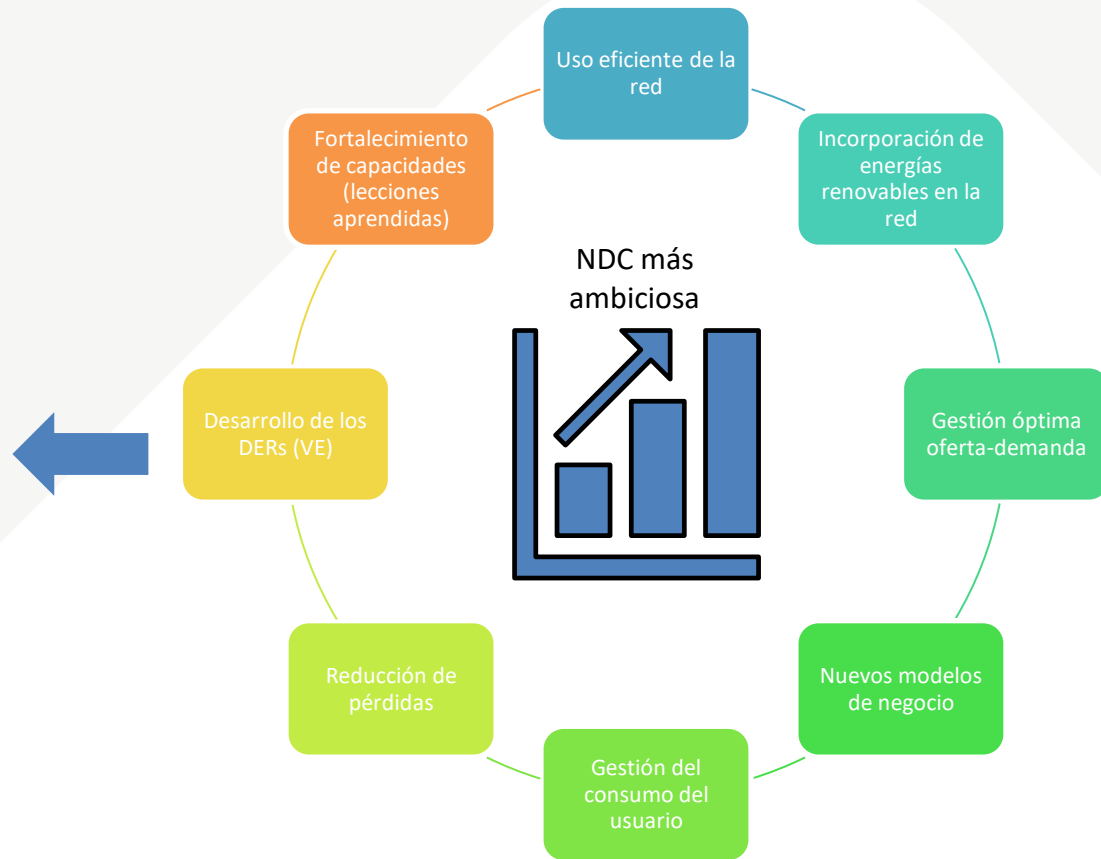 Uso eficiente de la
red
Incorporación de
energías
renovables en la
red
Gestión óptima
oferta-demanda
Nuevos modelos
de negocio
Gestión del
consumo del
usuario
Reducción de
pérdidas
Desarrollo de los
DERs (VE)
Fortalecimiento
de capacidades
(lecciones
aprendidas)
NDC más
ambiciosa